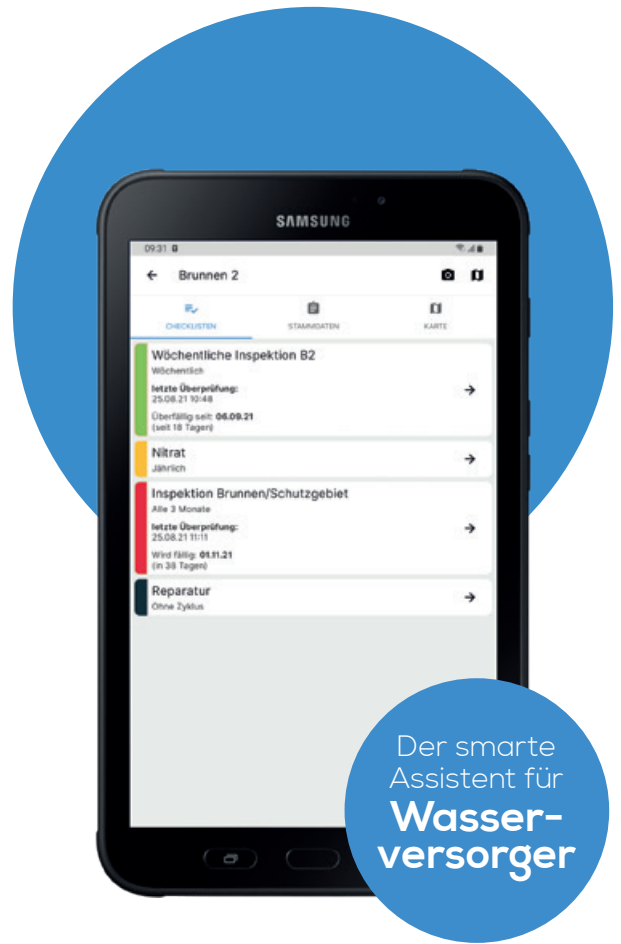 SAMSUNG
09:31
Brunnen 2
CHECKLISTEN STAMMDATEN KARTE
Wöchentliche Inspektion B2
Wöchentlich
letzte Überprüfung:
25.08.21 10:48
Überfällig seit: 06.09.21
(seit 18 Tagen)
Nitrat
Jährlich
Inspektion Brunnen/Schutzgebiet
Alle 3 Monate
letzte Überprüfung:
25.08.21 11:11
Wird fällig: 01.11.21
(in 38 Tagen)
Reparatur
Ohne Zyklus
Der smarte
Assistent für
Wasser-
versorger